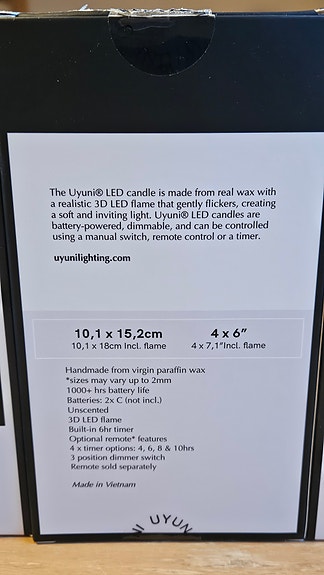 The Uyuni® LED candle is made from real wax with
a realistic 3D LED flame that gently flickers, creating
a soft and inviting light. Uyuni® LED candles are
battery-powered, dimmable, and can be controlled
using a manual switch, remote control or a timer.
uyunilighting.com
10,1 x 15,2cm 4 x 6”
10,1 x 18cm Incl. flame 4 x 7,1”Incl. flame
Handmade from virgin paraffin wax
*sizes may vary up to 2mm
1000+ hrs battery life
Batteries: 2x C (not incl.)
Unscented
3D LED flame
Built-in 6hr timer
Optional remote* features
4 x timer options: 4, 6, 8 & 10hrs
3 position dimmer switch
Remote sold separately
Made in Vietnam
NI UYUN